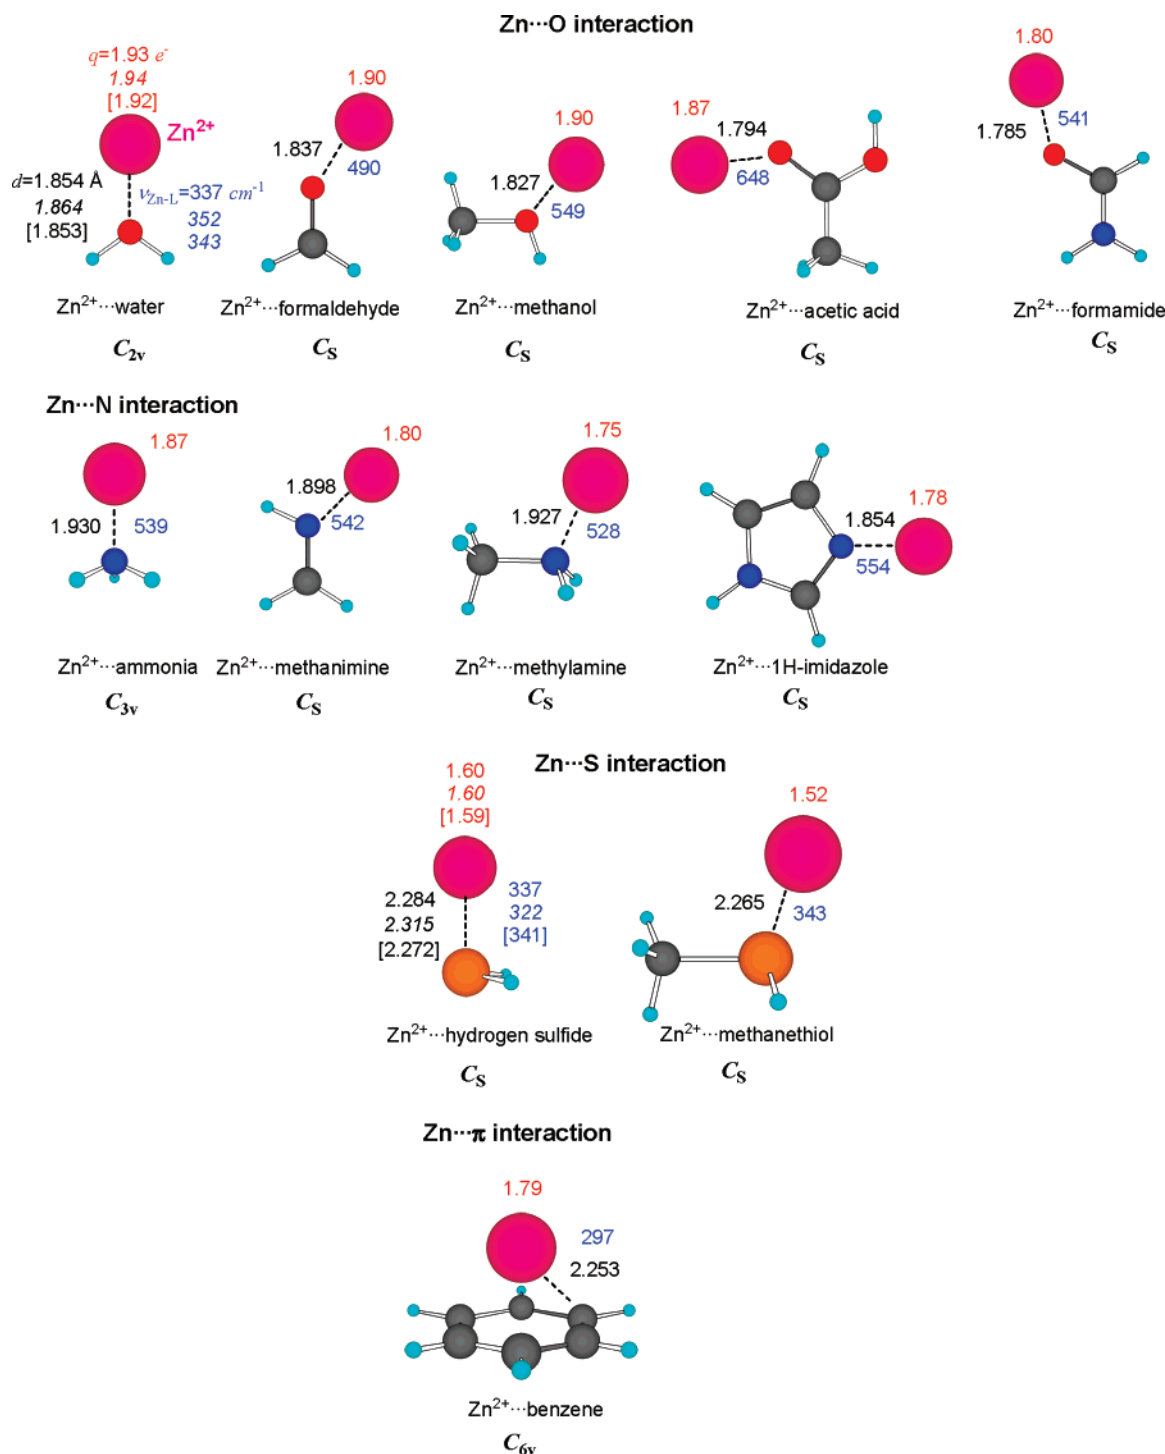 Zn···O interaction
q=1.93 e-
1.94
[1.92]
Zn2+
d=1.854 Å
1.864
[1.853]
νZn-L=337 cm-1
352
343
Zn2+···water
C2v
1.90
1.837
490
Zn2+···formaldehyde
CS
1.90
1.827
549
Zn2+···methanol
CS
1.87
1.794
648
Zn2+···acetic acid
CS
1.80
1.785
541
Zn2+···formamide
CS
Zn···N interaction
1.87
1.930
539
Zn2+···ammonia
C3v
1.80
1.898
542
Zn2+···methanimine
CS
1.75
1.927
528
Zn2+···methylamine
CS
1.78
1.854
554
Zn2+···1H-imidazole
CS
Zn···S interaction
1.60
1.60
[1.59]
2.284
2.315
[2.272]
337
322
[341]
Zn2+···hydrogen sulfide
CS
1.52
2.265
343
Zn2+···methanethiol
CS
Zn···π interaction
1.79
297
2.253
Zn2+···benzene
C6v